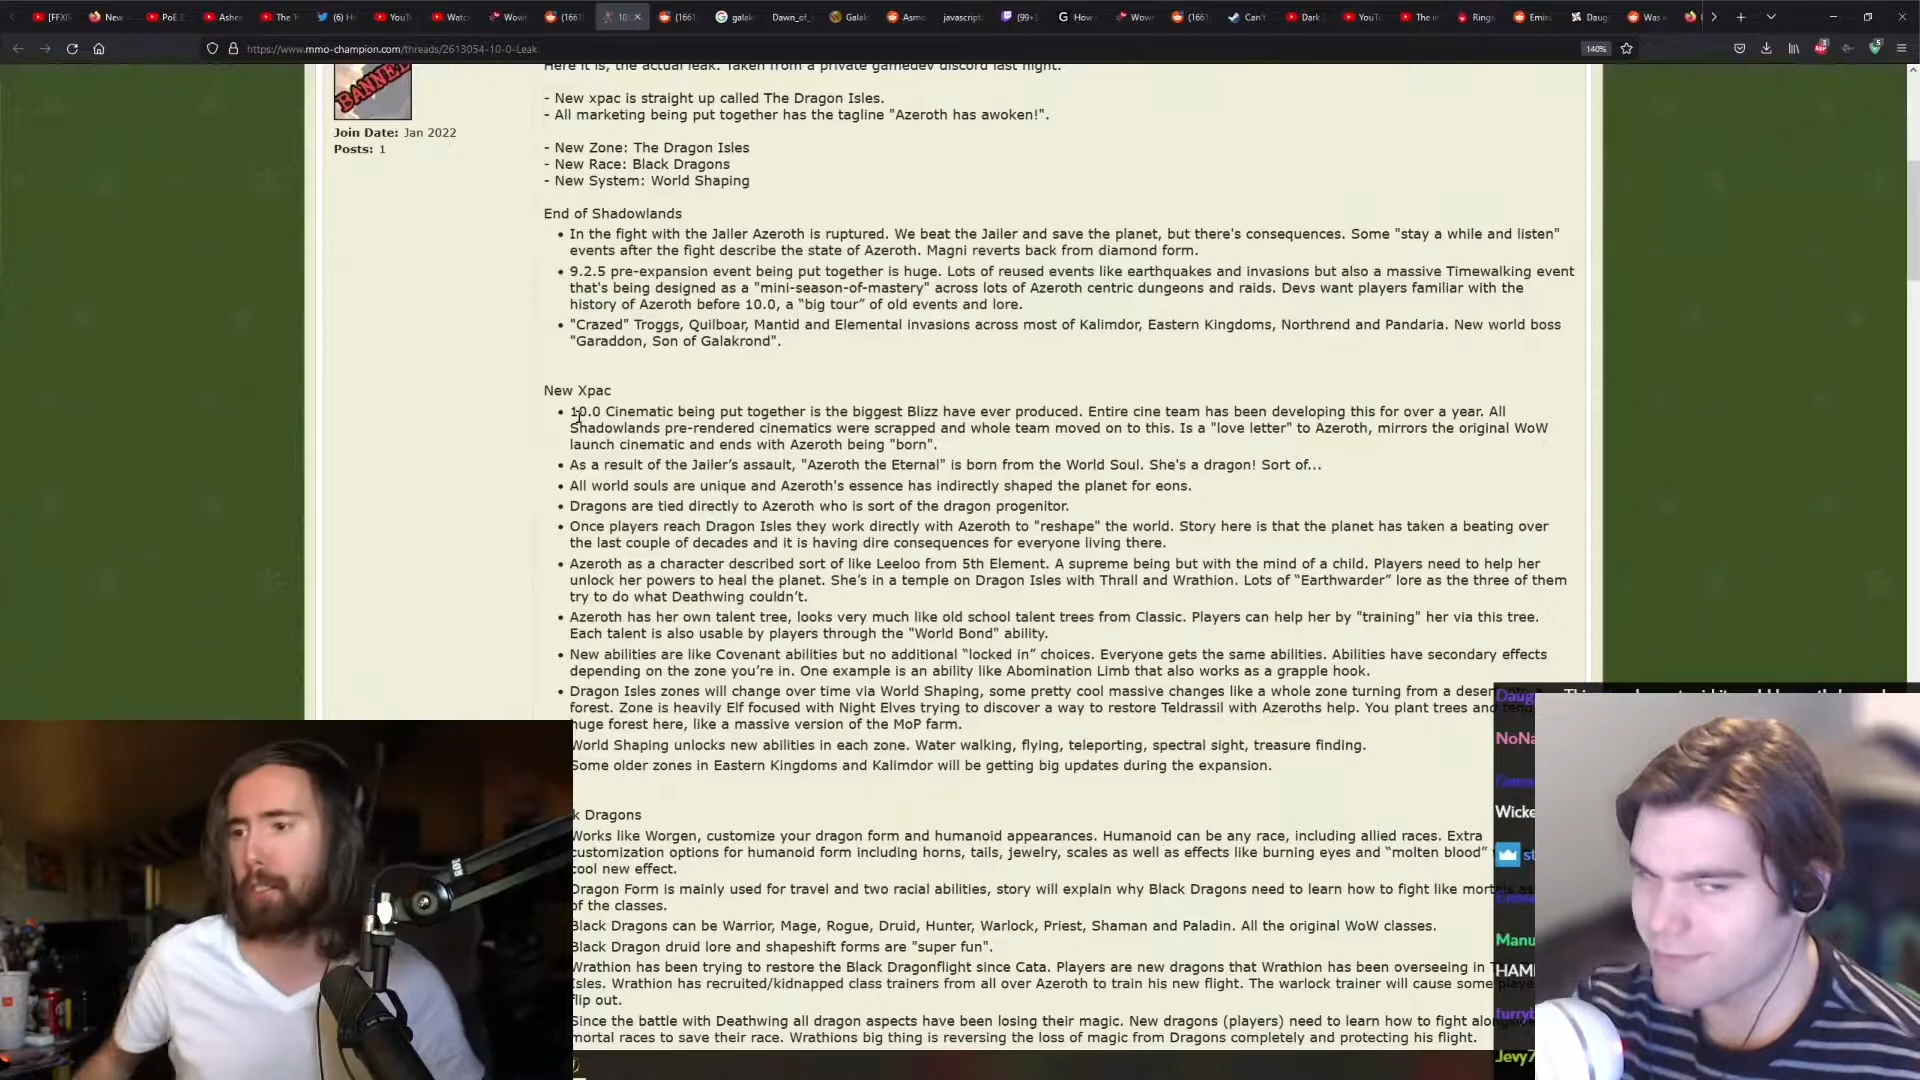 [FFXI
New
PoE
Ashe
The T
(6) H
YouT
Watc
Wow
(166)
10.
(166)
galak
Dawn_of_
Galak
Asmo
javascript
(99+)
How
Wow
(166)
Can't
Dark
YouT
The m
Rings
Emin
Daug
Was
https://www.mmo-champion.com/threads/2613054-10-0-Leak
140%
BANNED
Join Date: Jan 2022
Posts: 1
Here it is, the actual leak. Taken from a private gamedev discord last night.
- New xpac is straight up called The Dragon Isles.
- All marketing being put together has the tagline "Azeroth has awoken!".
- New Zone: The Dragon Isles
- New Race: Black Dragons
- New System: World Shaping
End of Shadowlands
• In the fight with the Jailer Azeroth is ruptured. We beat the Jailer and save the planet, but there's consequences. Some "stay a while and listen"
events after the fight describe the state of Azeroth. Magni reverts back from diamond form.
• 9.2.5 pre-expansion event being put together is huge. Lots of reused events like earthquakes and invasions but also a massive Timewalking event
that's being designed as a "mini-season-of-mastery" across lots of Azeroth centric dungeons and raids. Devs want players familiar with the
history of Azeroth before 10.0, a “big tour” of old events and lore.
• "Crazed" Troggs, Quilboar, Mantid and Elemental invasions across most of Kalimdor, Eastern Kingdoms, Northrend and Pandaria. New world boss
"Garaddon, Son of Galakrond".
New Xpac
• 10.0 Cinematic being put together is the biggest Blizz have ever produced. Entire cine team has been developing this for over a year. All
Shadowlands pre-rendered cinematics were scrapped and whole team moved on to this. Is a "love letter" to Azeroth, mirrors the original WoW
launch cinematic and ends with Azeroth being "born".
• As a result of the Jailer’s assault, "Azeroth the Eternal" is born from the World Soul. She's a dragon! Sort of...
• All world souls are unique and Azeroth's essence has indirectly shaped the planet for eons.
• Dragons are tied directly to Azeroth who is sort of the dragon progenitor.
• Once players reach Dragon Isles they work directly with Azeroth to "reshape" the world. Story here is that the planet has taken a beating over
the last couple of decades and it is having dire consequences for everyone living there.
• Azeroth as a character described sort of like Leeloo from 5th Element. A supreme being but with the mind of a child. Players need to help her
unlock her powers to heal the planet. She’s in a temple on Dragon Isles with Thrall and Wrathion. Lots of “Earthwarder” lore as the three of them
try to do what Deathwing couldn’t.
• Azeroth has her own talent tree, looks very much like old school talent trees from Classic. Players can help her by "training" her via this tree.
Each talent is also usable by players through the "World Bond" ability.
• New abilities are like Covenant abilities but no additional “locked in” choices. Everyone gets the same abilities. Abilities have secondary effects
depending on the zone you’re in. One example is an ability like Abomination Limb that also works as a grapple hook.
• Dragon Isles zones will change over time via World Shaping, some pretty cool massive changes like a whole zone turning from a deser
forest. Zone is heavily Elf focused with Night Elves trying to discover a way to restore Teldrassil with Azeroths help. You plant trees and
huge forest here, like a massive version of the MoP farm.
World Shaping unlocks new abilities in each zone. Water walking, flying, teleporting, spectral sight, treasure finding.
Some older zones in Eastern Kingdoms and Kalimdor will be getting big updates during the expansion.
k Dragons
Works like Worgen, customize your dragon form and humanoid appearances. Humanoid can be any race, including allied races. Extra
customization options for humanoid form including horns, tails, jewelry, scales as well as effects like burning eyes and “molten blood”
cool new effect.
Dragon Form is mainly used for travel and two racial abilities, story will explain why Black Dragons need to learn how to fight like mort
of the classes.
Black Dragons can be Warrior, Mage, Rogue, Druid, Hunter, Warlock, Priest, Shaman and Paladin. All the original WoW classes.
Black Dragon druid lore and shapeshift forms are "super fun".
Wrathion has been trying to restore the Black Dragonflight since Cata. Players are new dragons that Wrathion has been overseeing in T
Isles. Wrathion has recruited/kidnapped class trainers from all over Azeroth to train his new flight. The warlock trainer will cause some
flip out.
Since the battle with Deathwing all dragon aspects have been losing their magic. New dragons (players) need to learn how to fight along
mortal races to save their race. Wrathions big thing is reversing the loss of magic from Dragons completely and protecting his flight.
Daug
NoNa
Wicke
st
Manu
HAM
turryb
Jevy7